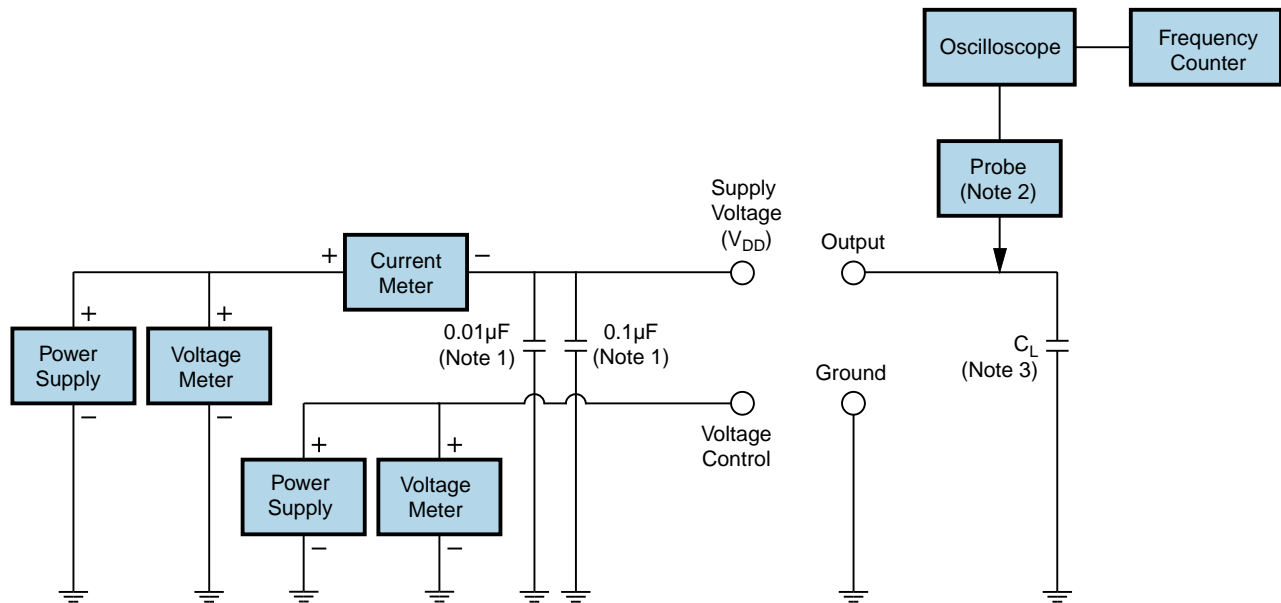 Oscilloscope
Frequency
Counter
Probe
(Note 2)
Supply
Voltage
(VDD)
Output
+
Current
Meter
−
+
Power
Supply
−
+
Voltage
Meter
−
0.01µF
(Note 1)
0.1µF
(Note 1)
CL
(Note 3)
Ground
Voltage
Control
+
Power
Supply
−
+
Voltage
Meter
−